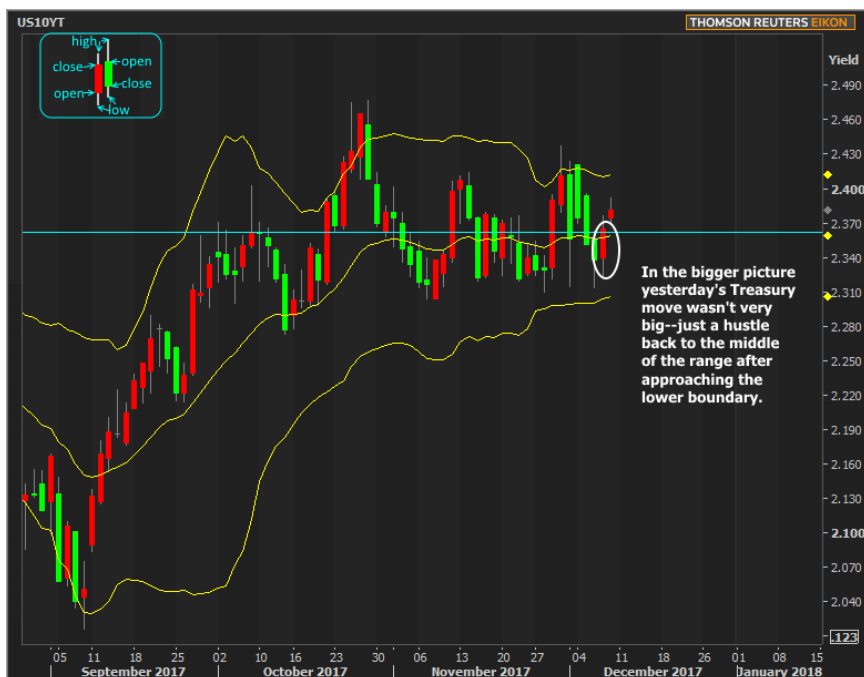 US10YT
THOMSON REUTERS EIKON
high
close
open
open
close
low
Yield
2.490
2.460
2.430
2.400
2.370
2.340
2.310
2.280
2.250
2.220
2.190
2.160
2.130
2.100
2.070
2.040
.123
In the bigger picture
yesterday's Treasury
move wasn't very
big--just a hustle
back to the middle
of the range after
approaching the
lower boundary.
05 11 18 25 02 10 16 23 30 06 13 20 27 04 11 18 26 01 08 15
September 2017 October 2017 November 2017 December 2017 January 2018